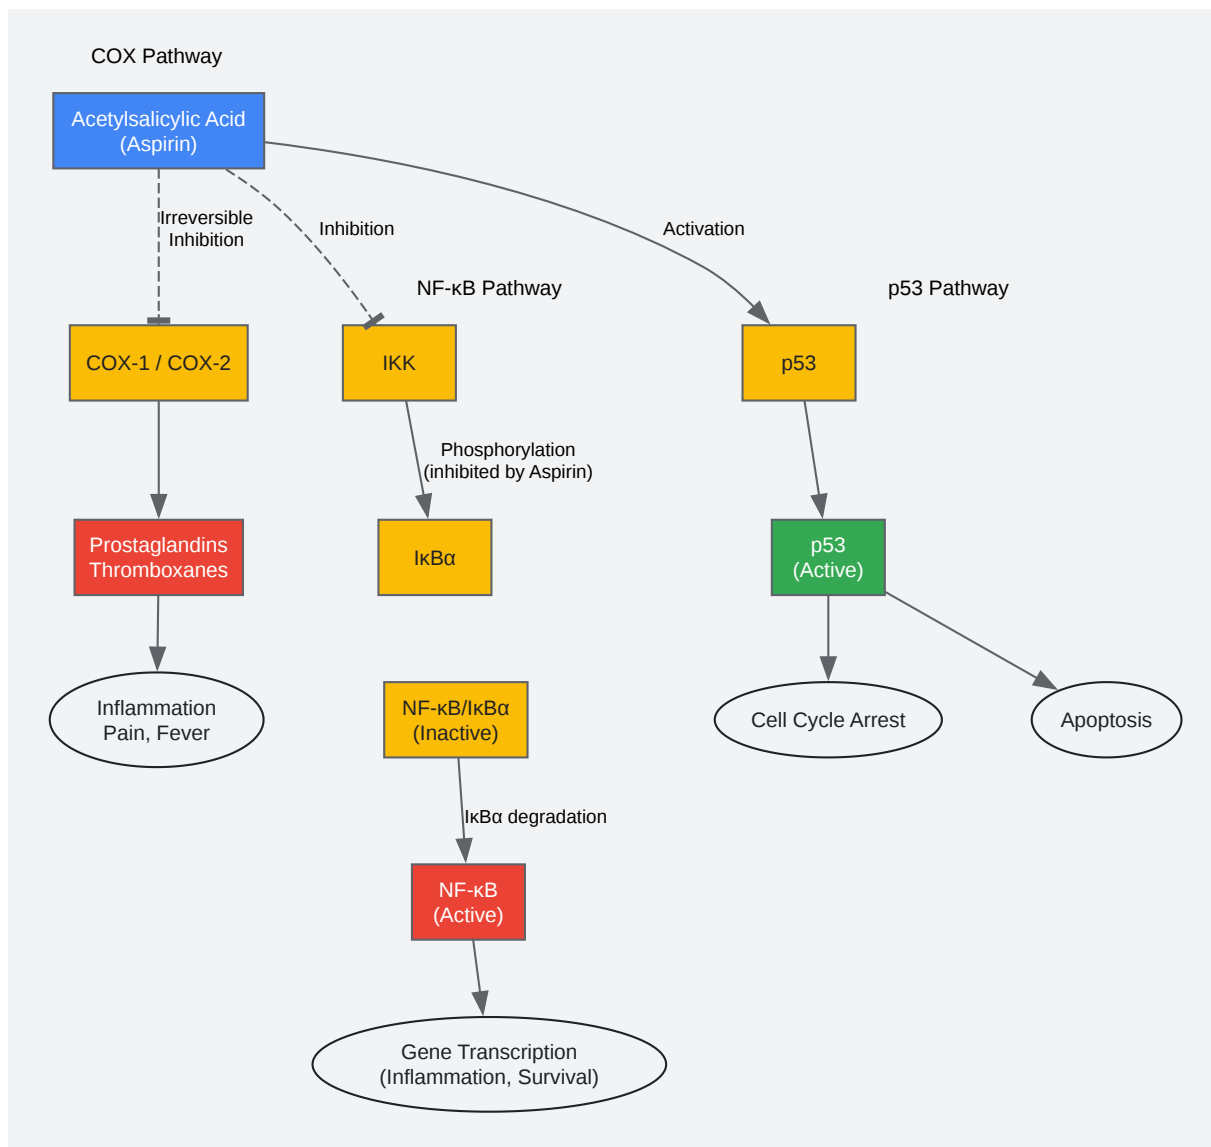 COX Pathway
Acetylsalicylic Acid
(Aspirin)
Irreversible
Inhibition
Inhibition
Activation
NF-κB Pathway
p53 Pathway
COX-1 / COX-2
IKK
p53
Phosphorylation
(inhibited by Aspirin)
Prostaglandins
Thromboxanes
IκBα
p53
(Active)
Inflammation
Pain, Fever
NF-κB/IκBα
(Inactive)
Cell Cycle Arrest
Apoptosis
IκBα degradation
NF-κB
(Active)
Gene Transcription
(Inflammation, Survival)